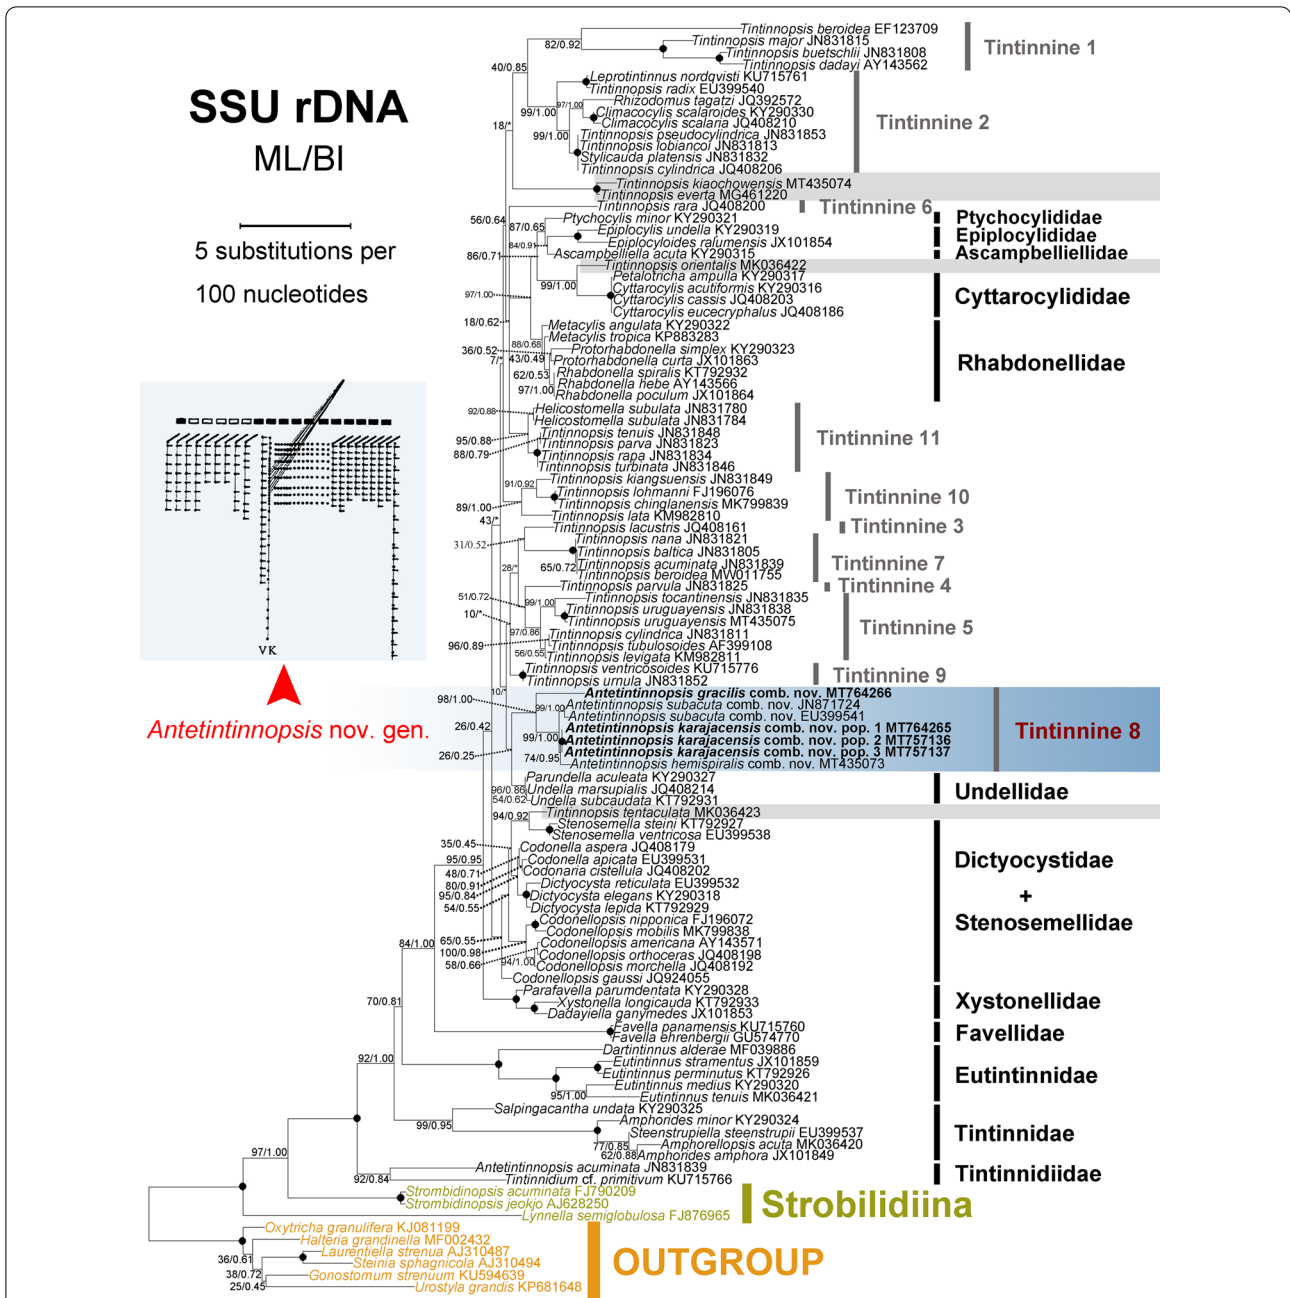 SSU rDNA
ML/BI
5 substitutions per
100 nucleotides
VK
Antetintinnopsis nov. gen.
Tintinnopsis beroidea EF123709
Tintinnopsis major JN831815
Tintinnopsis buetschlii JN831808
Tintinnopsis dadayi AY143562
Tintinnine 1
Leprotintinnus nordqvisti KU715761
Tintinnopsis radix EU399540
Rhizodomus tagatzi JQ392572
Climacocylis scalaroides KY290330
Climacocylis scalaria JQ408210
Tintinnopsis pseudocylindrica JN831853
Tintinnopsis lobiancoi JN831813
Stylicauda platensis JN831832
Tintinnopsis cylindrica JQ408206
Tintinnine 2
Tintinnopsis kiaochowensis MT435074
Tintinnopsis everta MG461220
Tintinnopsis rara JQ408200
Tintinnine 6
Ptychocylis minor KY290321
Ptychocylididae
Epiplocylis undella KY290319
Epiplocyloides ralumensis JX101854
Epiplocylididae
Ascampbelliella acuta KY290315
Ascampbelliellidae
Tintinnopsis orientalis MK036422
Petalotricha ampulla KY290317
Cyttarocylis acutiformis KY290316
Cyttarocylis cassis JQ408203
Cyttarocylis eucecryphalus JQ408186
Cyttarocylididae
Metacylis angulata KY290322
Metacylis tropica KP883283
Protorhabdonella simplex KY290323
Protorhabdonella curta JX101863
Rhabdonella spiralis KT792932
Rhabdonella hebe AY143566
Rhabdonella poculum JX101864
Rhabdonellidae
Helicostomella subulata JN831780
Helicostomella subulata JN831784
Tintinnopsis tenuis JN831848
Tintinnopsis parva JN831823
Tintinnopsis rapa JN831834
Tintinnopsis turbinata JN831846
Tintinnine 11
Tintinnopsis kiangsuensis JN831849
Tintinnopsis lohmanni FJ196076
Tintinnopsis chinglanensis MK799839
Tintinnopsis lata KM982810
Tintinnine 10
Tintinnopsis lacustris JQ408161
Tintinnine 3
Tintinnopsis nana JN831821
Tintinnopsis baltica JN831805
Tintinnopsis acuminata JN831839
Tintinnopsis beroidea MW011755
Tintinnine 7
Tintinnopsis parvula JN831825
Tintinnine 4
Tintinnopsis tocantinensis JN831835
Tintinnopsis uruguayensis JN831838
Tintinnopsis uruguayensis MT435075
Tintinnopsis cylindrica JN831811
Tintinnopsis tubulosoides AF399108
Tintinnopsis levigata KM982811
Tintinnine 5
Tintinnopsis ventricosoides KU715776
Tintinnopsis urnula JN831852
Tintinnine 9
Antetintinnopsis gracilis comb. nov. MT764266
Antetintinnopsis subacuta comb. nov. JN871724
Antetintinnopsis subacuta comb. nov. EU399541
Antetintinnopsis karajacensis comb. nov. pop. 1 MT764265
Antetintinnopsis karajacensis comb. nov. pop. 2 MT757136
Antetintinnopsis karajacensis comb. nov. pop. 3 MT757137
Antetintinnopsis hemispiralis comb. nov. MT435073
Tintinnine 8
Parundella aculeata KY290327
Undella marsupialis JQ408214
Undella subcaudata KT792931
Undellidae
Tintinnopsis tentaculata MK036423
Stenosemella steini KT792927
Stenosemella ventricosa EU399538
Codonella aspera JQ408179
Codonella apicata EU399531
Codonaria cistellula JQ408202
Dictyocysta reticulata EU399532
Dictyocysta elegans KY290318
Dictyocysta lepida KT792929
Codonellopsis nipponica FJ196072
Codonellopsis mobilis MK799838
Codonellopsis americana AY143571
Codonellopsis orthoceras JQ408198
Codonellopsis morchella JQ408192
Codonellopsis gaussi JQ924055
Dictyocystidae
+
Stenosemellidae
Parafavella parumdentata KY290328
Xystonella longicauda KT792933
Dadayiella ganymedes JX101853
Xystonellidae
Favella panamensis KU715760
Favella ehrenbergii GU574770
Favellidae
Dartintinnus alderae MF039886
Eutintinnus stramentus JX101859
Eutintinnus perminutus KT792926
Eutintinnus medius KY290320
Eutintinnus tenuis MK036421
Eutintinnidae
Salpingacantha undata KY290325
Amphorides minor KY290324
Steenstrupiella steenstrupii EU399537
Amphorellopsis acuta MK036420
Amphorides amphora JX101849
Tintinnidae
Antetintinnopsis acuminata JN831839
Tintinnidium cf. primitivum KU715766
Tintinnidiidae
Strombidinopsis acuminata FJ790209
Strombidinopsis jeokjo AJ628250
Lynnella semiglobulosa FJ876965
Strobilidiina
Oxytricha granulifera KJ081199
Halteria grandinella MF002432
Laurentiella strenua AJ310487
Steinia sphagnicola AJ310494
Gonostomum strenuum KU594639
Urostyla grandis KP681648
OUTGROUP
82/0.92
40/0.85
97/1.00
99/1.00
99/1.00
18/*
56/0.64
87/0.65
84/0.91
86/0.71
99/1.00
97/1.00
18/0.62
88/0.68
36/0.52
7/*
43/0.49
62/0.53
97/1.00
92/0.88
95/0.88
88/0.79
91/0.92
89/1.00
43/*
31/0.52
65/0.72
28/*
51/0.72
99/1.00
10/*
97/0.86
96/0.89
56/0.55
10/*
98/1.00
99/1.00
26/0.42
99/1.00
74/0.95
26/0.25
96/0.86
54/0.62
94/0.92
35/0.45
95/0.95
48/0.71
80/0.91
95/0.84
54/0.55
65/0.55
84/1.00
100/0.98
94/1.00
58/0.66
70/0.81
92/1.00
95/1.00
99/0.95
77/0.85
62/0.88
97/1.00
92/0.84
36/0.61
38/0.72
25/0.45